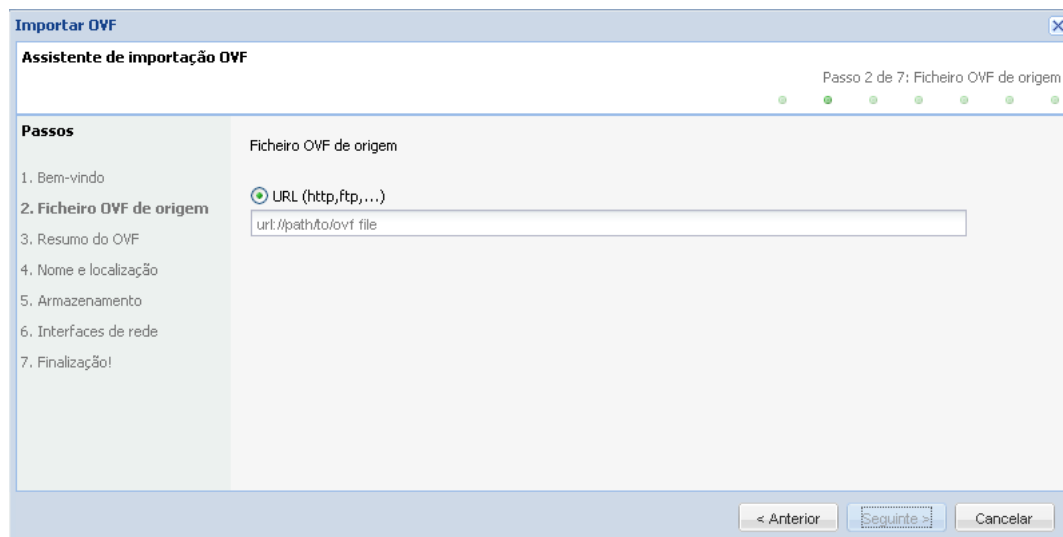 Importar OVF
Assistente de importação OVF
Passo 2 de 7: Ficheiro OVF de origem
Passos
1. Bem-vindo
2. Ficheiro OVF de origem
3. Resumo do OVF
4. Nome e localização
5. Armazenamento
6. Interfaces de rede
7. Finalização!
Ficheiro OVF de origem
URL (http,ftp,...)
url://path/to/ovf file
< Anterior
Seguinte >
Cancelar